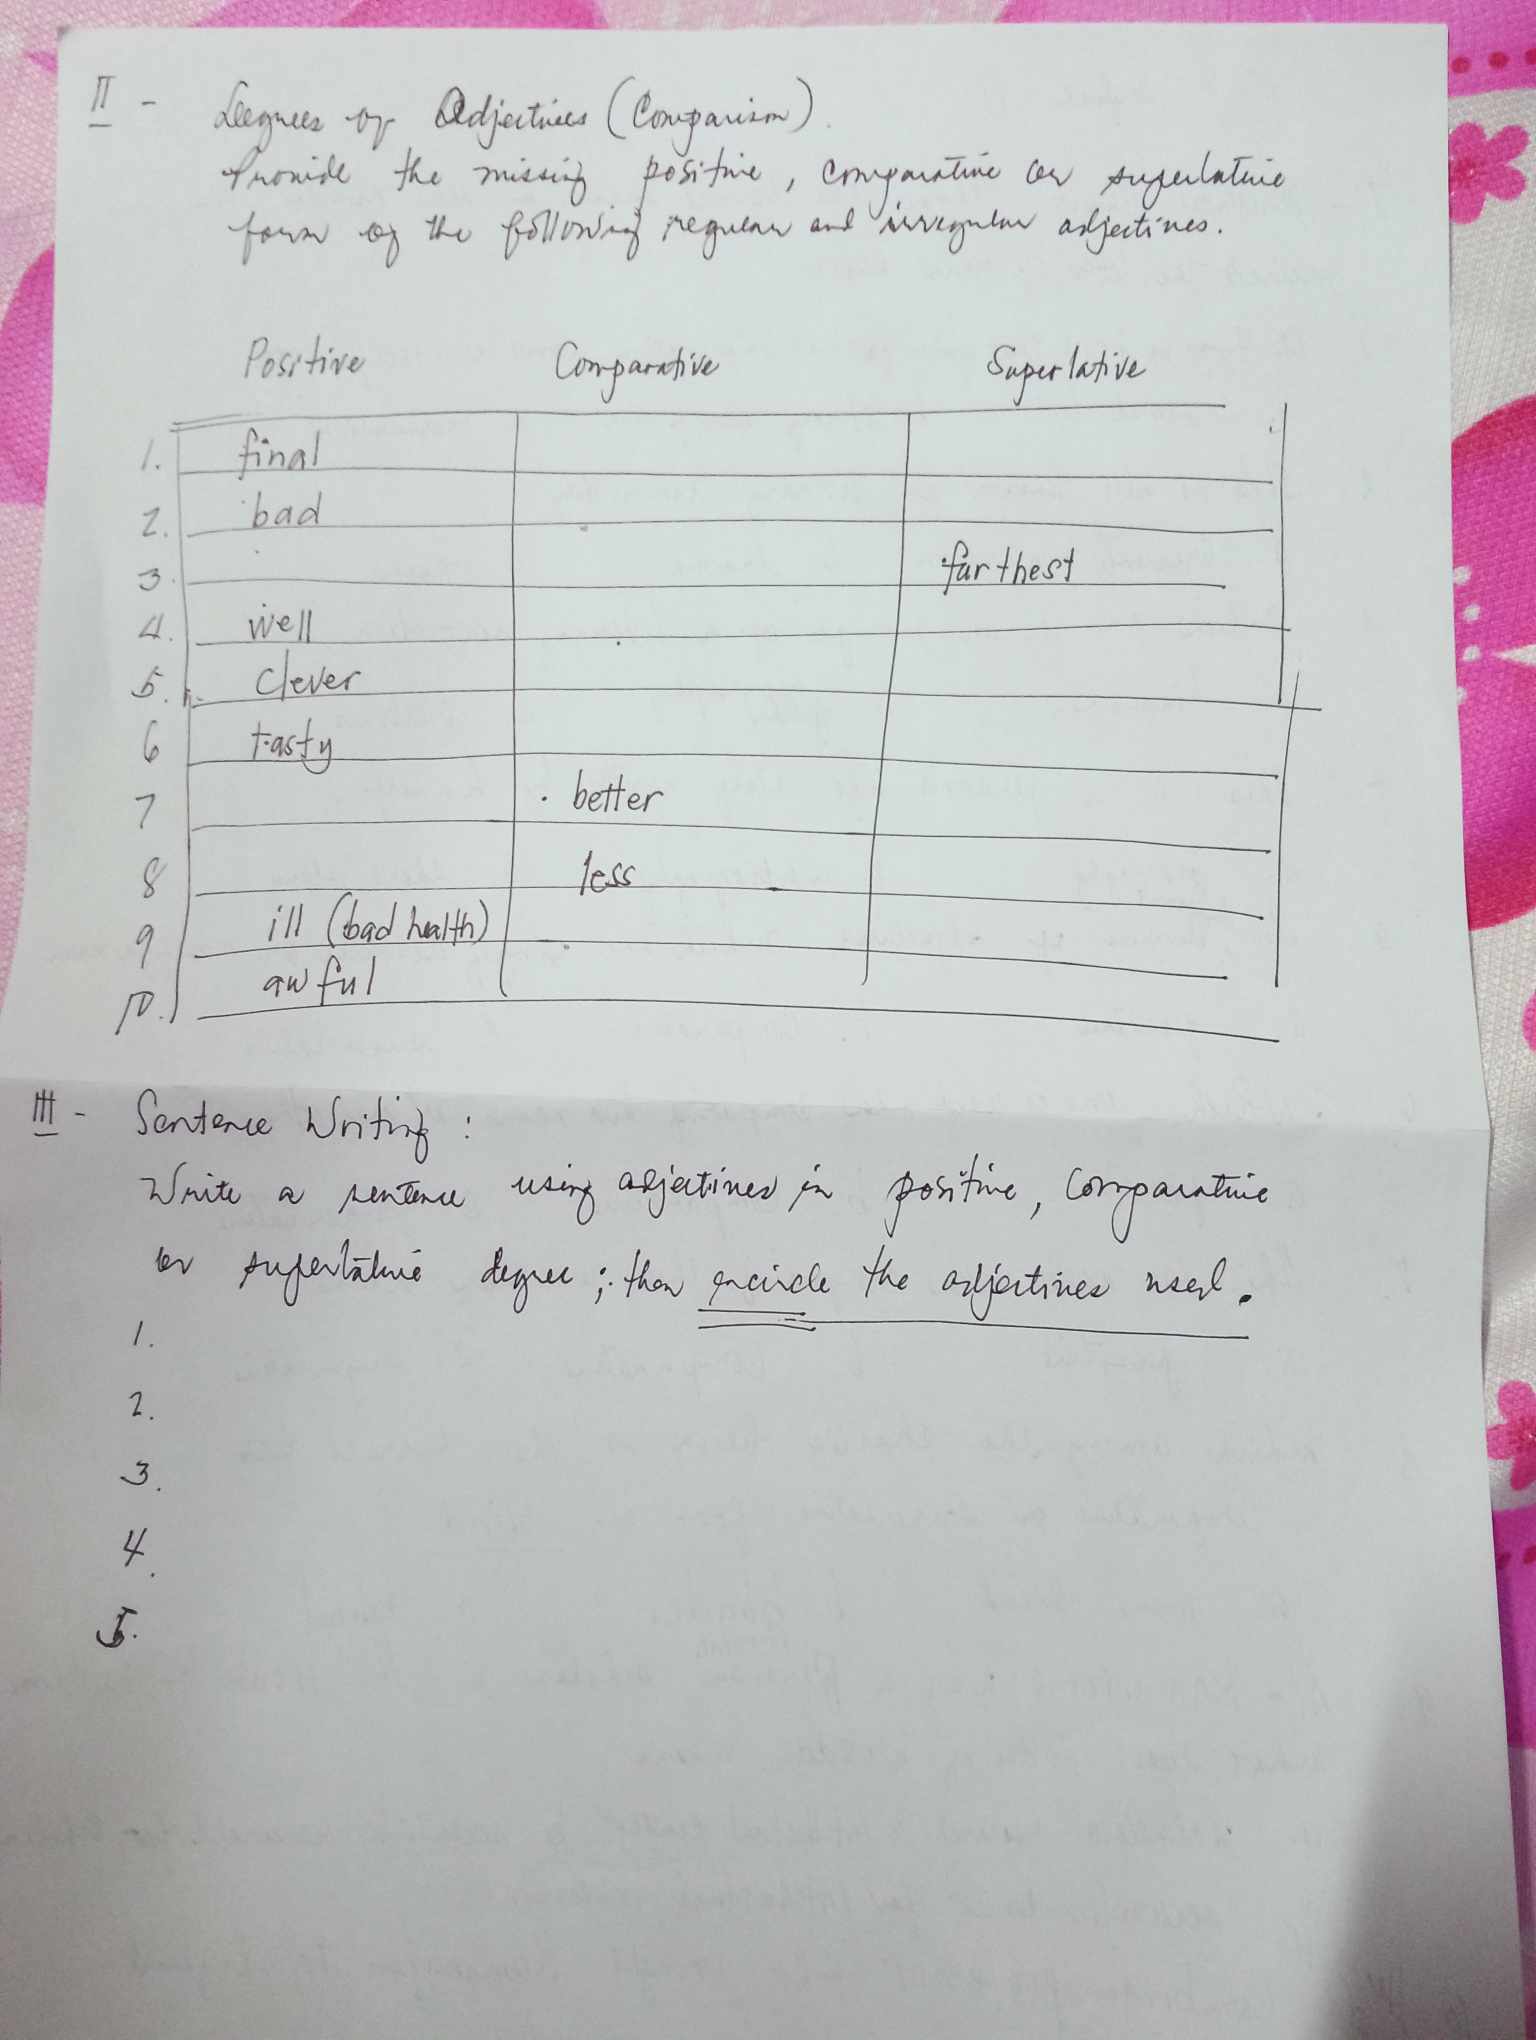 II - Degrees of Adjectives (Comparison)
Provide the missing positive, comparative or superlative
form of the following regular and irregular adjectives.
Positive Comparative Superlative
1. final
2. bad
3. farthest
4. well
5. clever
6 tasty
7 better
8 less
9 ill (bad health)
10. awful
III - Sentence Writing :
Write a sentence using adjectives in positive, comparative
or superlative degree ; then encircle the adjectives used.
1.
2.
3.
4.
5.